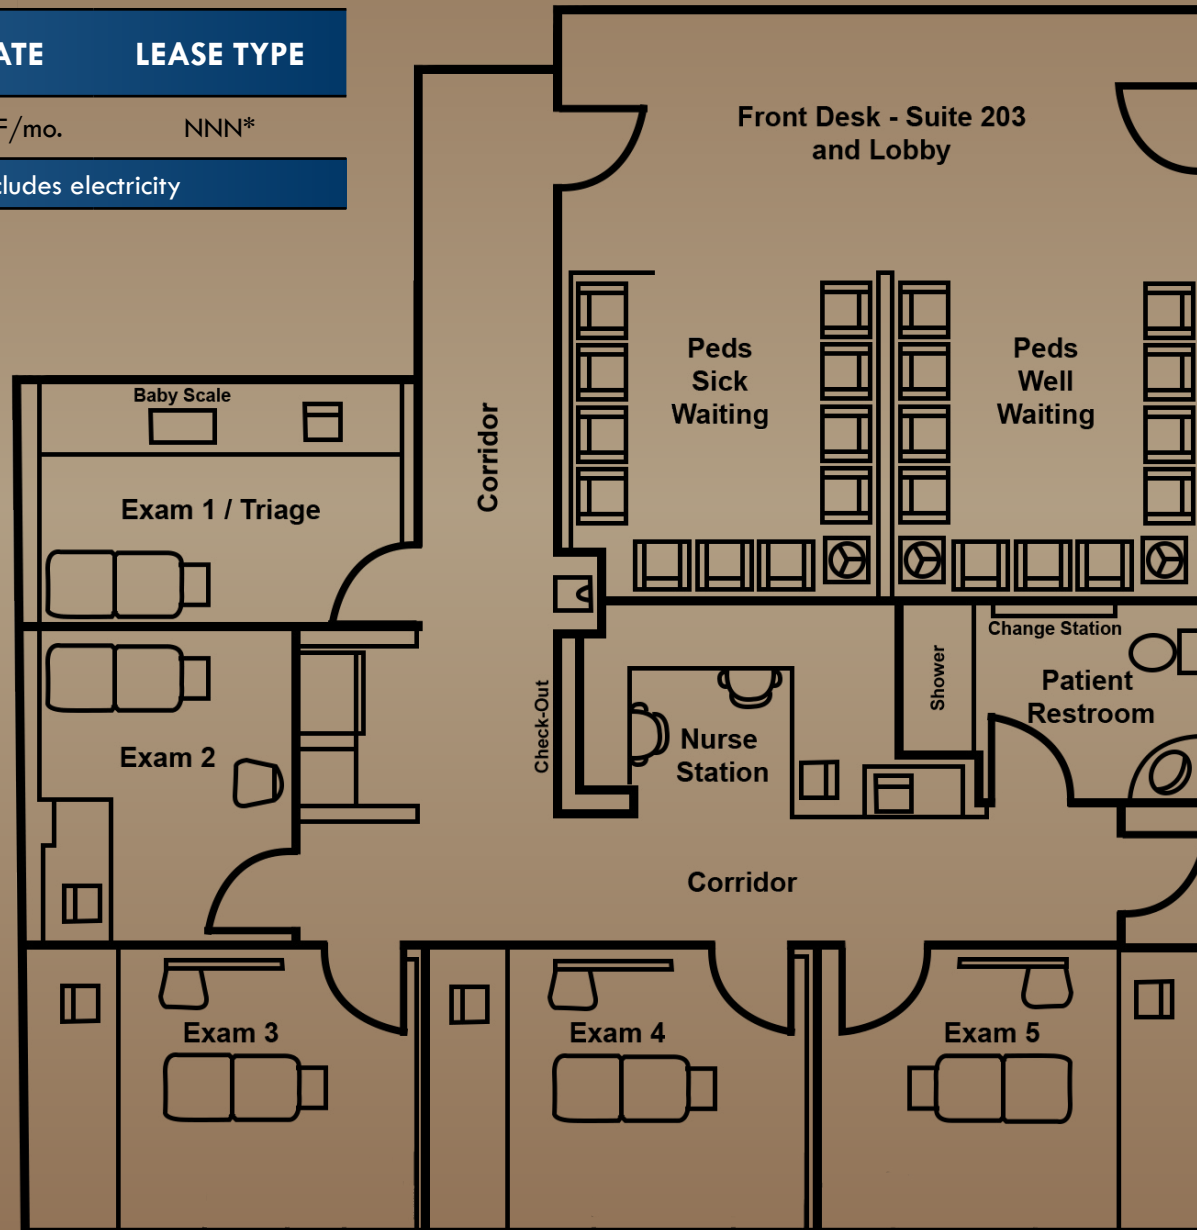 LEASE TYPE
/mo. NNN*
electricity
Front Desk - Suite 203
and Lobby
Peds
Sick
Waiting
Peds
Well
Waiting
Corridor
Baby Scale
Exam 1 / Triage
Change Station
Shower
Patient
Restroom
Check-Out
Nurse
Station
Exam 2
Corridor
Exam 3
Exam 4
Exam 5